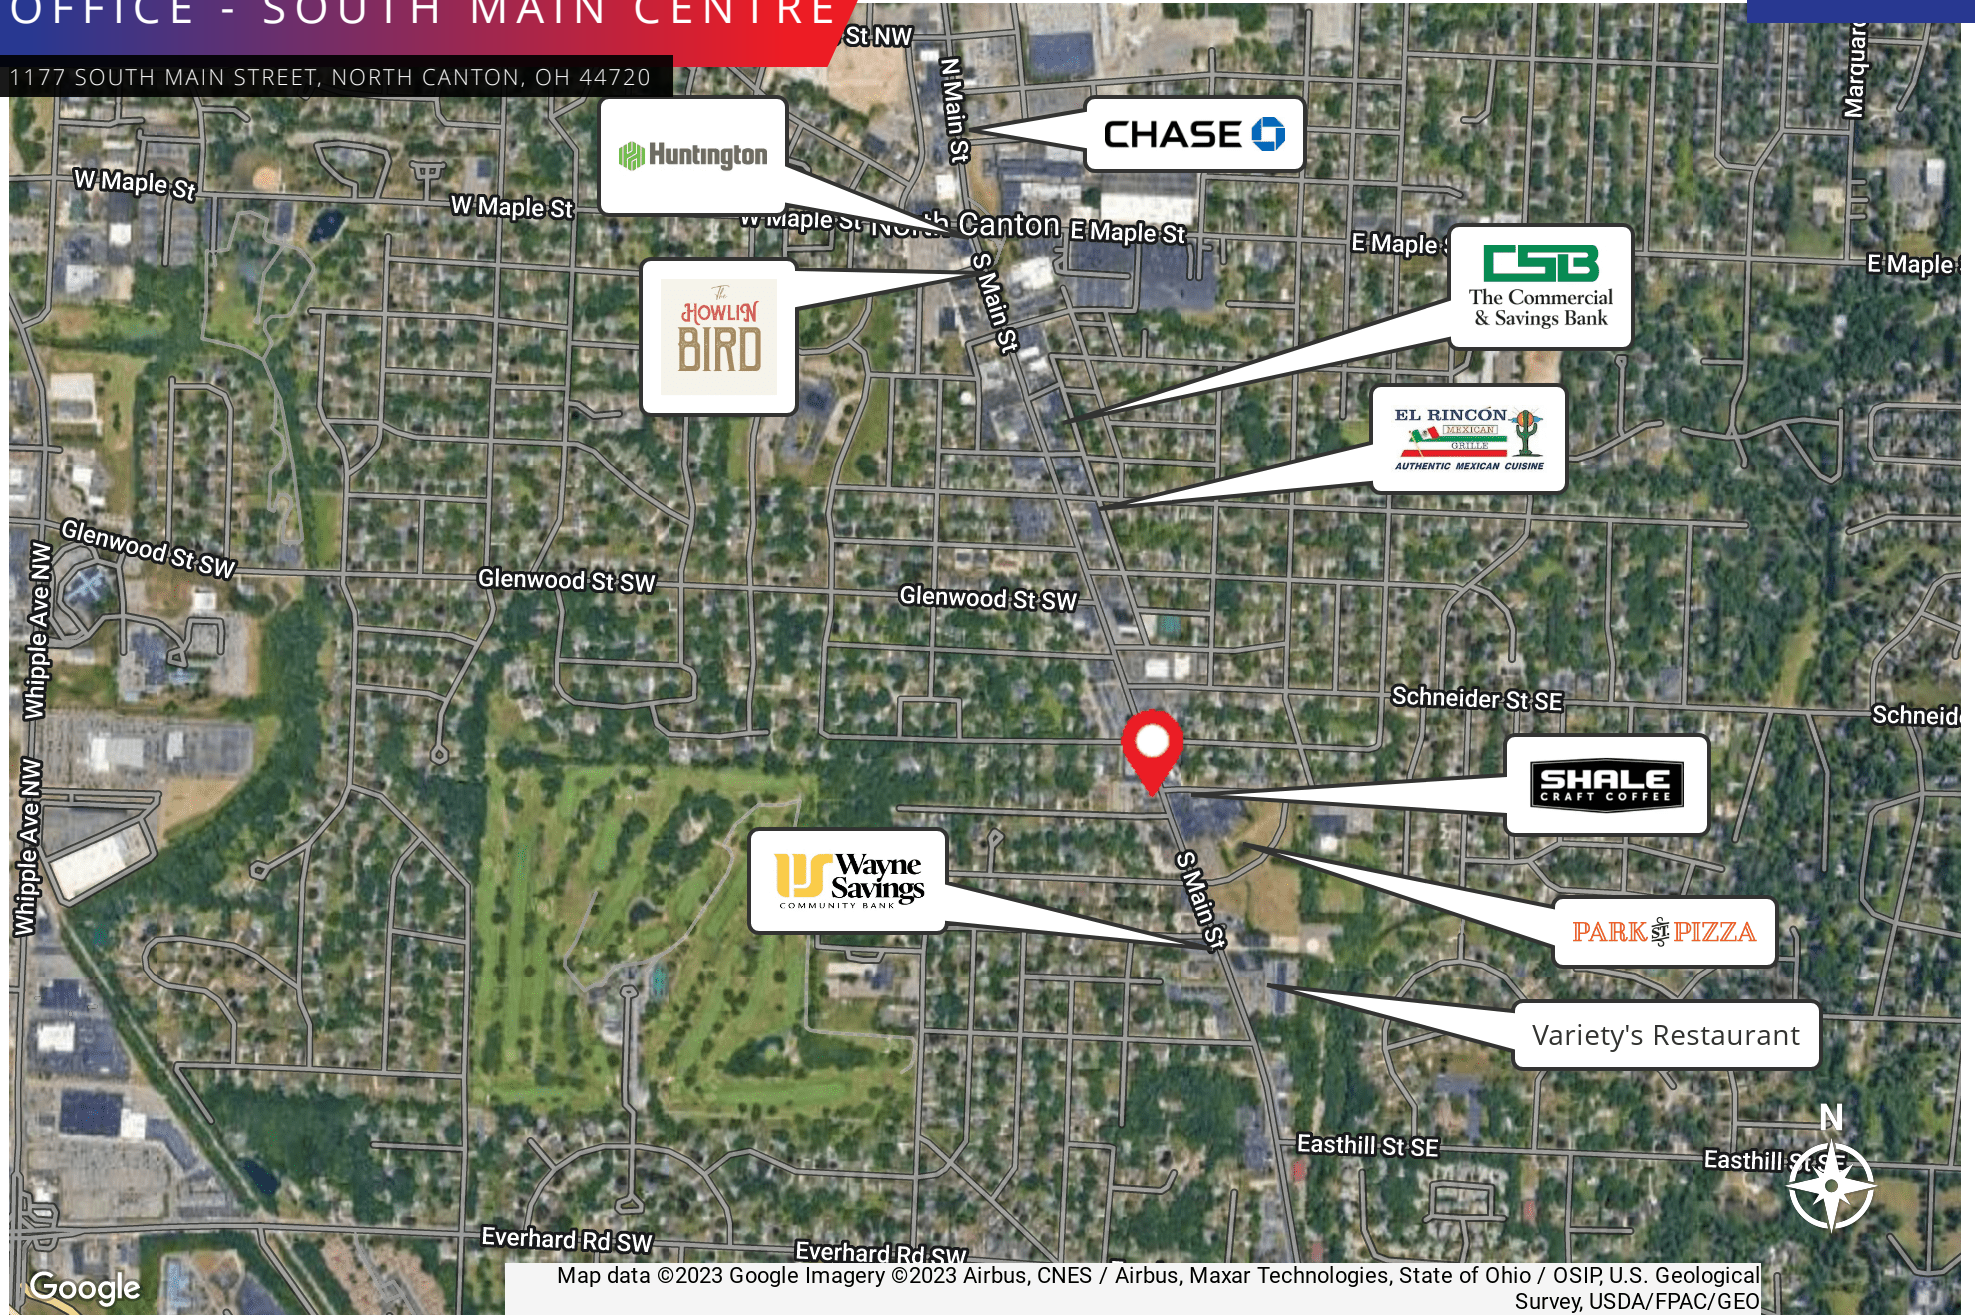 OFFICE - SOUTH MAIN CENTRE
1177 SOUTH MAIN STREET, NORTH CANTON, OH 44720
St NW
N Main St
Marquard
CHASE
Huntington
W Maple St
W Maple St
W Maple St
North Canton
E Maple St
E Maple
E Maple
CSB
The Commercial
& Savings Bank
The
HOWLIN
BIRD
S Main St
EL RINCÓN
MEXICAN
GRILLE
AUTHENTIC MEXICAN CUISINE
Glenwood St SW
Glenwood St SW
Glenwood St SW
Whipple Ave NW
Schneider St SE
Schneid
SHALE
CRAFT COFFEE
Whipple Ave NW
Wayne
Savings
COMMUNITY BANK
S Main St
PARK ST. PIZZA
Variety's Restaurant
N
Easthill St SE
Easthill St SE
Everhard Rd SW
Everhard Rd SW
Google
Map data ©2023 Google Imagery ©2023 Airbus, CNES / Airbus, Maxar Technologies, State of Ohio / OSIP, U.S. Geological
Survey, USDA/FPAC/GEO